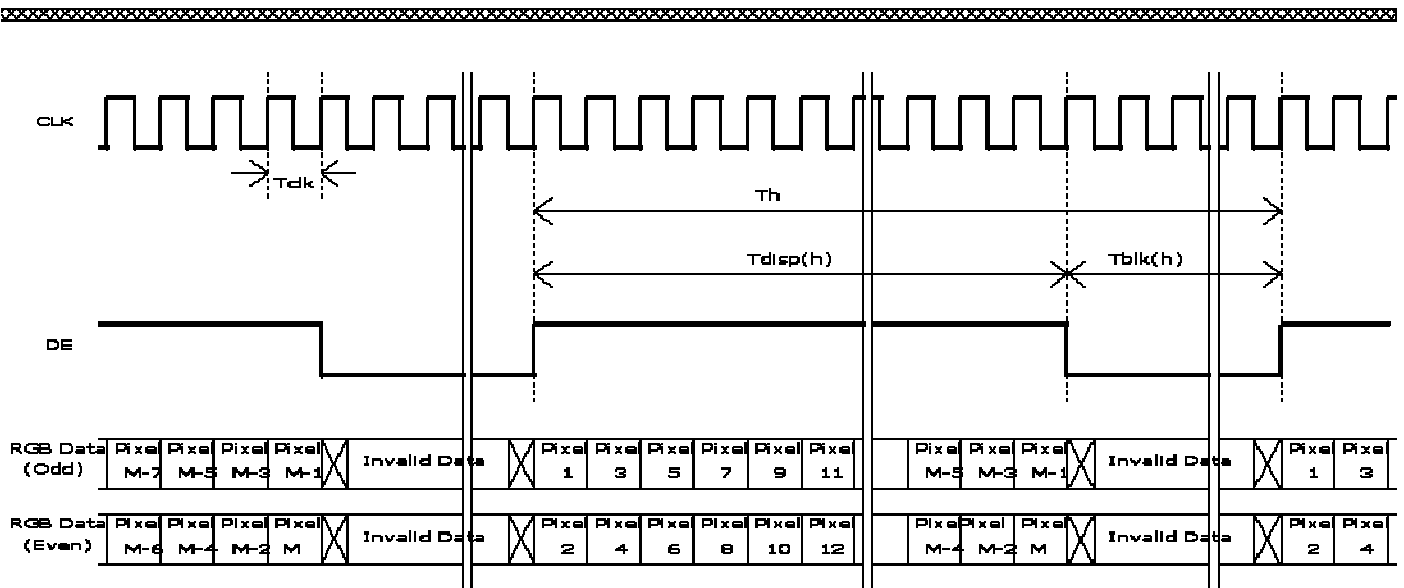 CLK
Tclk
Th
Tdisp(h) Tblk(h)
DE
RGB Data (Odd) Pixel M-7 Pixel M-5 Pixel M-3 Pixel M-1 Invalid Data Pixel 1 Pixel 3 Pixel 5 Pixel 7 Pixel 9 Pixel 11 Pixel M-5 Pixel M-3 Pixel M-1 Invalid Data Pixel 1 Pixel 3
RGB Data (Even) Pixel M-6 Pixel M-4 Pixel M-2 Pixel M Invalid Data Pixel 2 Pixel 4 Pixel 6 Pixel 8 Pixel 10 Pixel 12 Pixel M-4 Pixel M-2 Pixel M Invalid Data Pixel 2 Pixel 4